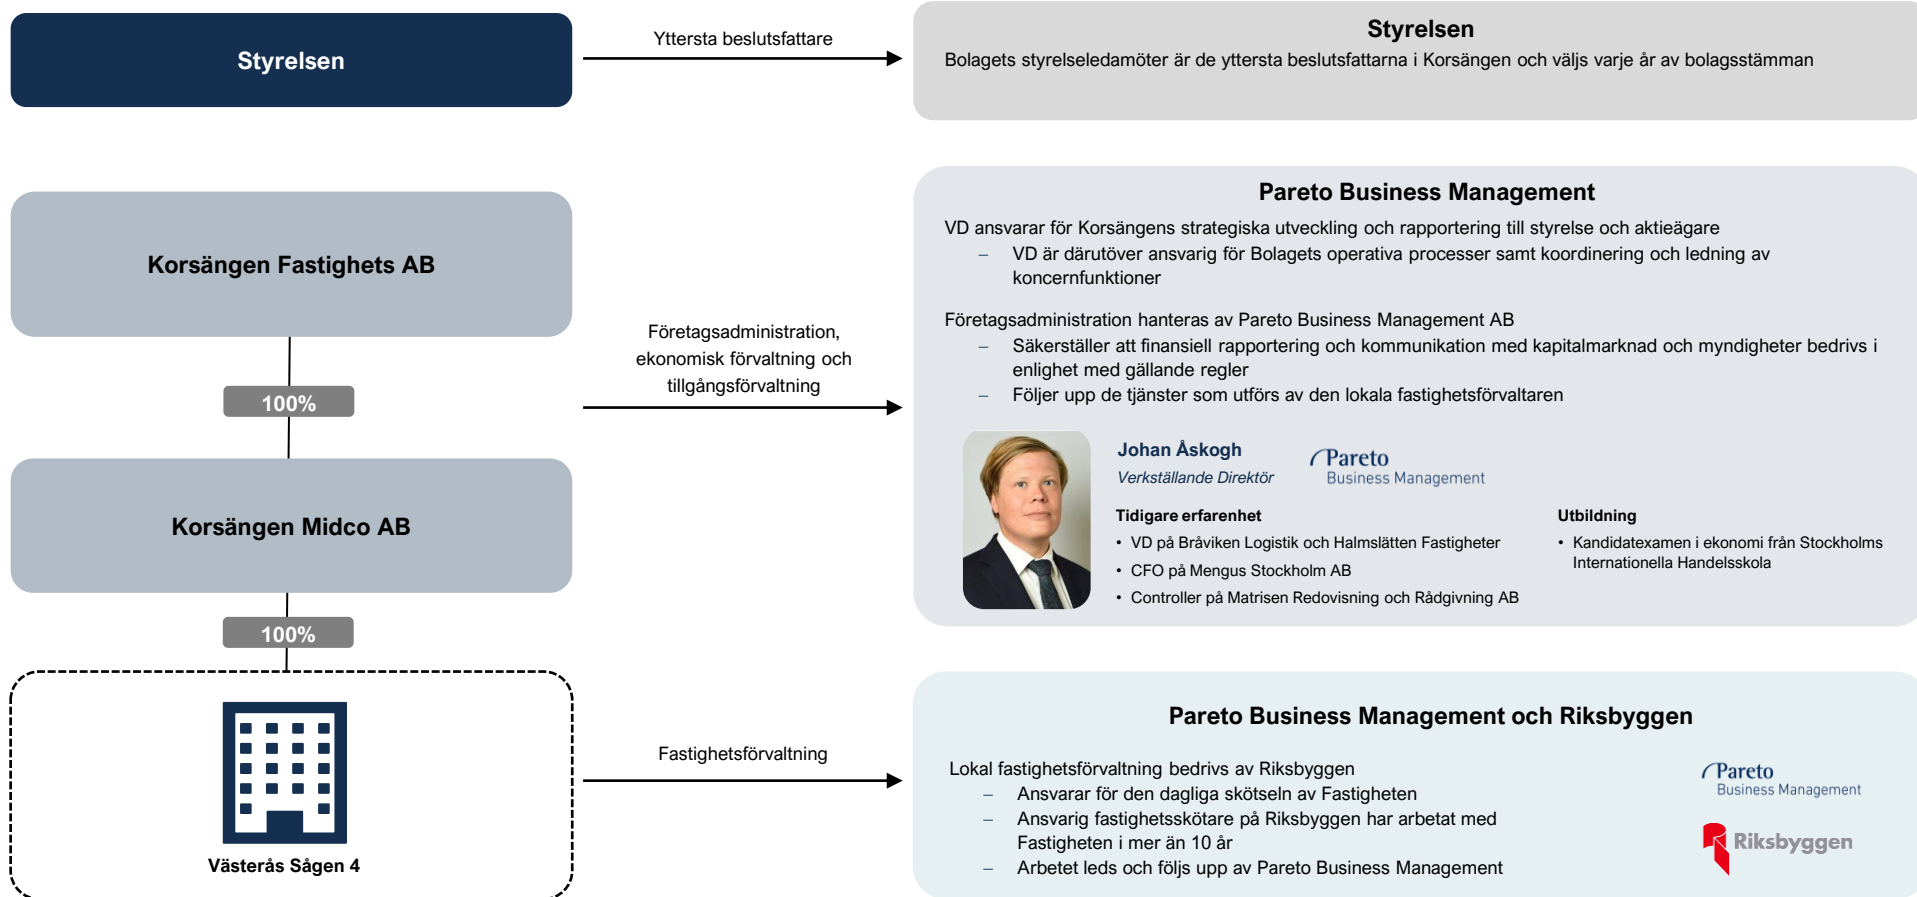 Styrelsen
Yttersta beslutsfattare
Styrelsen
Bolagets styrelseledamöter är de yttersta beslutsfattarna i Korsängen och väljs varje år av bolagsstämman
Korsängen Fastighets AB
100%
Korsängen Midco AB
100%
Västerås Sågen 4
Företagsadministration,
ekonomisk förvaltning och
tillgångsförvaltning
Pareto Business Management
VD ansvarar för Korsängens strategiska utveckling och rapportering till styrelse och aktieägare
– VD är därutöver ansvarig för Bolagets operativa processer samt koordinering och ledning av
koncernfunktioner
Företagsadministration hanteras av Pareto Business Management AB
– Säkerställer att finansiell rapportering och kommunikation med kapitalmarknad och myndigheter bedrivs i
enlighet med gällande regler
– Följer upp de tjänster som utförs av den lokala fastighetsförvaltaren
Johan Åskogh
Verkställande Direktör
Pareto
Business Management
Tidigare erfarenhet
• VD på Bråviken Logistik och Halmslätten Fastigheter
• CFO på Mengus Stockholm AB
• Controller på Matrisen Redovisning och Rådgivning AB
Utbildning
• Kandidatexamen i ekonomi från Stockholms
Internationella Handelsskola
Fastighetsförvaltning
Pareto Business Management och Riksbyggen
Lokal fastighetsförvaltning bedrivs av Riksbyggen
– Ansvarar för den dagliga skötseln av Fastigheten
– Ansvarig fastighetsskötare på Riksbyggen har arbetat med
Fastigheten i mer än 10 år
– Arbetet leds och följs upp av Pareto Business Management
Pareto
Business Management
Riksbyggen